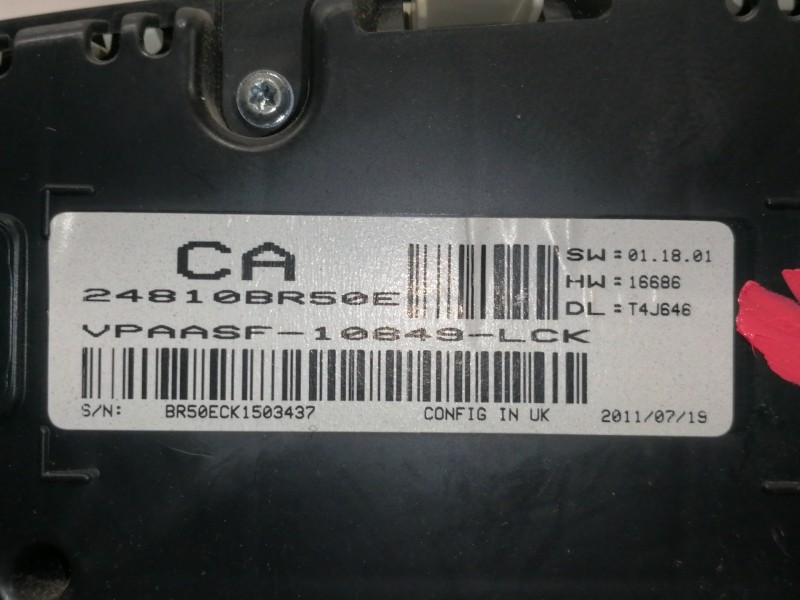 CA
24810BR50E
VPAASF-10849-LCK
SW: 01.18.01
HW: 16686
DL: T4J646
S/N: BR50ECK1503437 CONFIG IN UK 2011/07/19